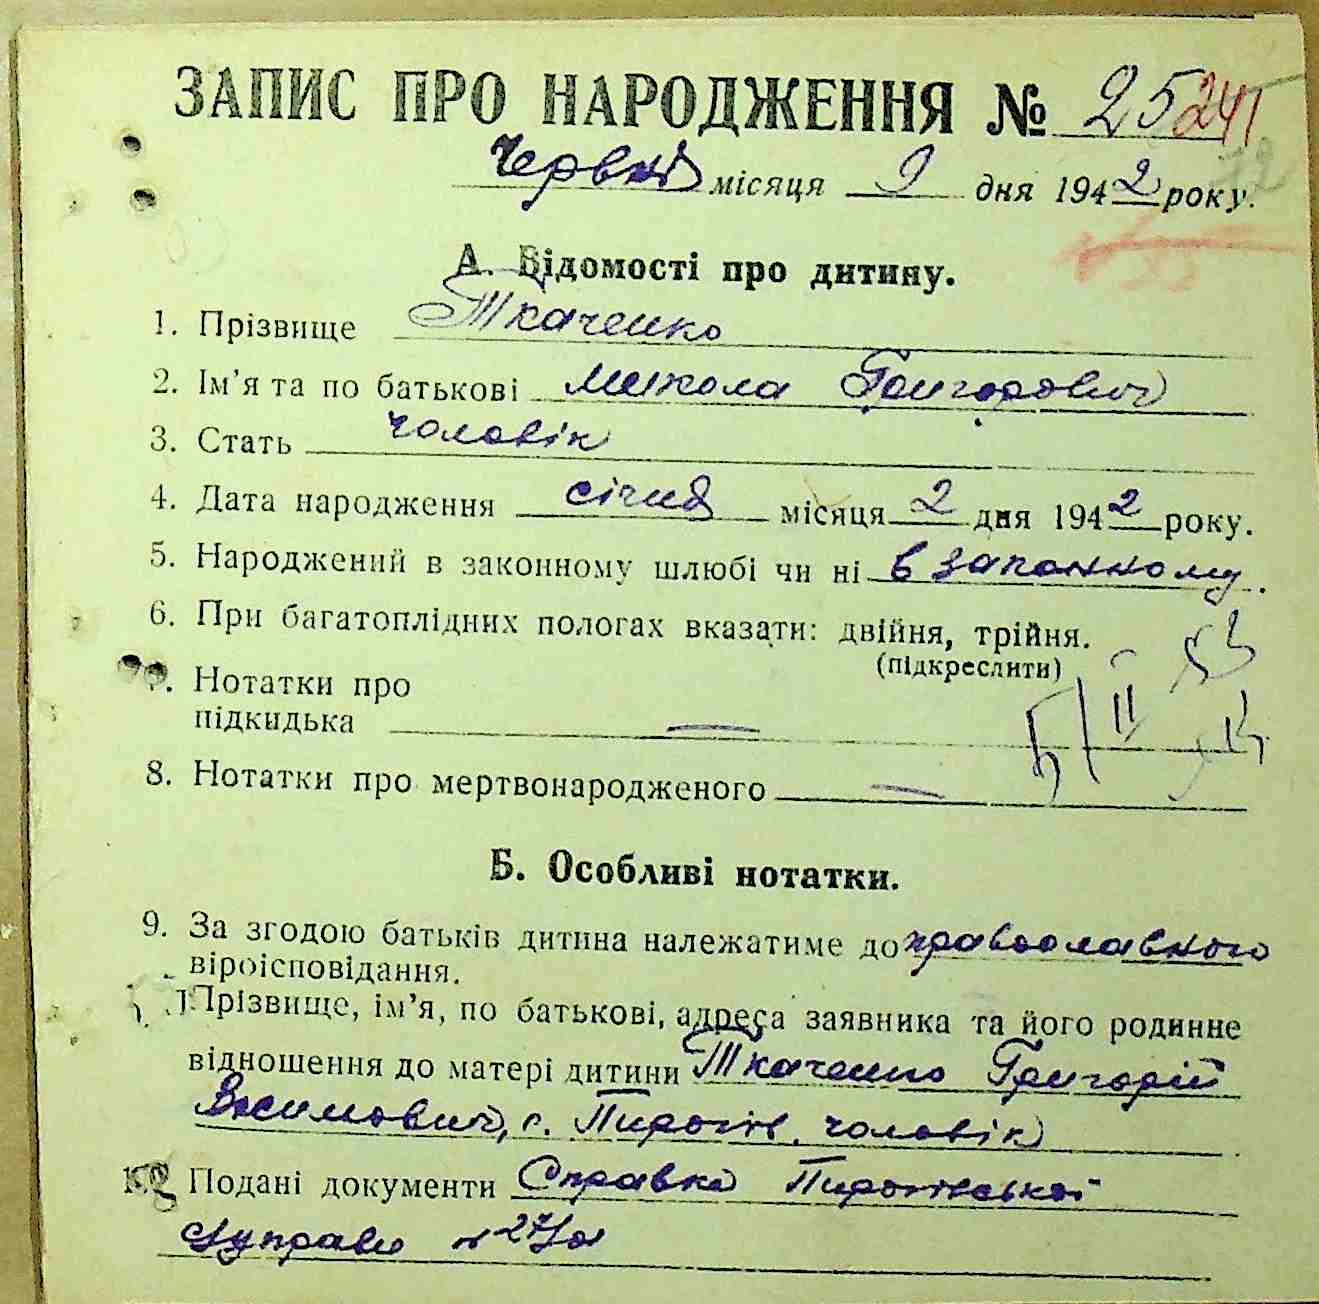 ЗАПИС ПРО НАРОДЖЕННЯ № 25 241
Червня місяця 9 дня 1942 року.
А. Відомості про дитину.
1. Прізвище Ткаченко
2. Ім’я та по батькові Микола Григорович
3. Стать чоловік
4. Дата народження січня місяця 2 дня 1942 року.
5. Народжений в законному шлюбі чи ні в законному.
6. При багатоплідних пологах вказати: двійня, трійня.
(підкреслити)
7. Нотатки про
підкидька —
8. Нотатки про мертвонародженого —
Б. Особливі нотатки.
9. За згодою батьків дитина належатиме до православного
віроісповідання.
Прізвище, ім’я, по батькові, адреса заявника та його родинне
відношення до матері дитини Ткаченко Григорій
с. Пирогів, чоловік
Подані документи Справка Пирогівської
управи